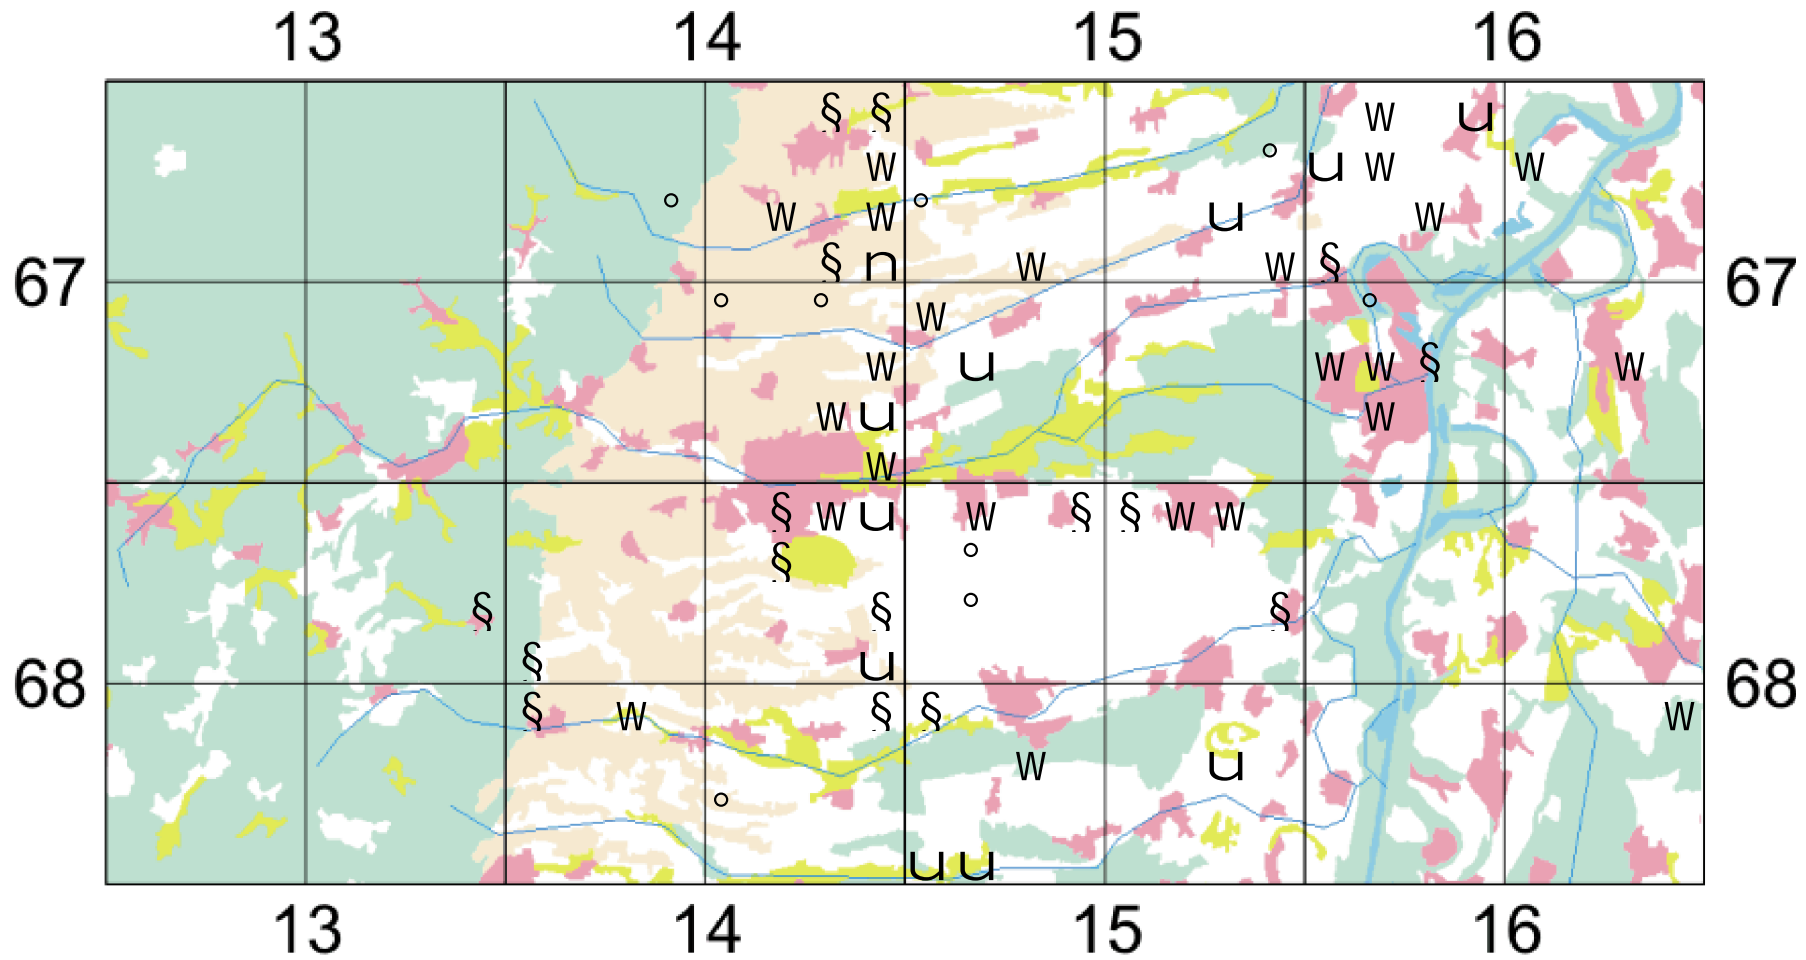 13 14 15 16
§ § W u
W u W W
W W u W
67 § n W W § 67
W
W u W W § W
W u W
W
§ W u W § § W W
§
§ § §
§ u
68 68
§ W § § W
W u
u u
13 14 15 16